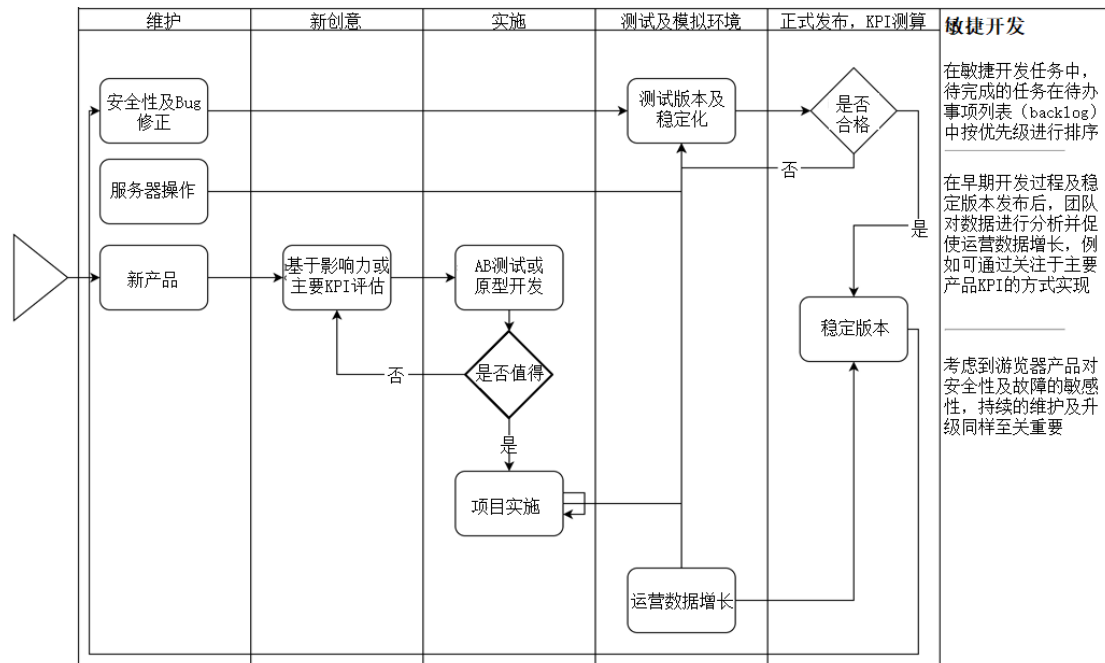 维护
新创意
实施
测试及模拟环境
正式发布，KPI测算
安全性及Bug
修正
服务器操作
新产品
基于影响力或
主要KPI评估
AB测试或
原型开发
是否值得
否
是
项目实施
测试版本及
稳定化
运营数据增长
是否
合格
否
是
稳定版本
敏捷开发
在敏捷开发任务中，
待完成的任务在待办
事项列表（backlog）
中按优先级进行排序
在早期开发过程及稳
定版本发布后，团队
对数据进行分析并促
使运营数据增长，例
如可通过关注于主要
产品KPI的方式实现
考虑到游览器产品对
安全性及故障的敏感
性，持续的维护及升
级同样至关重要